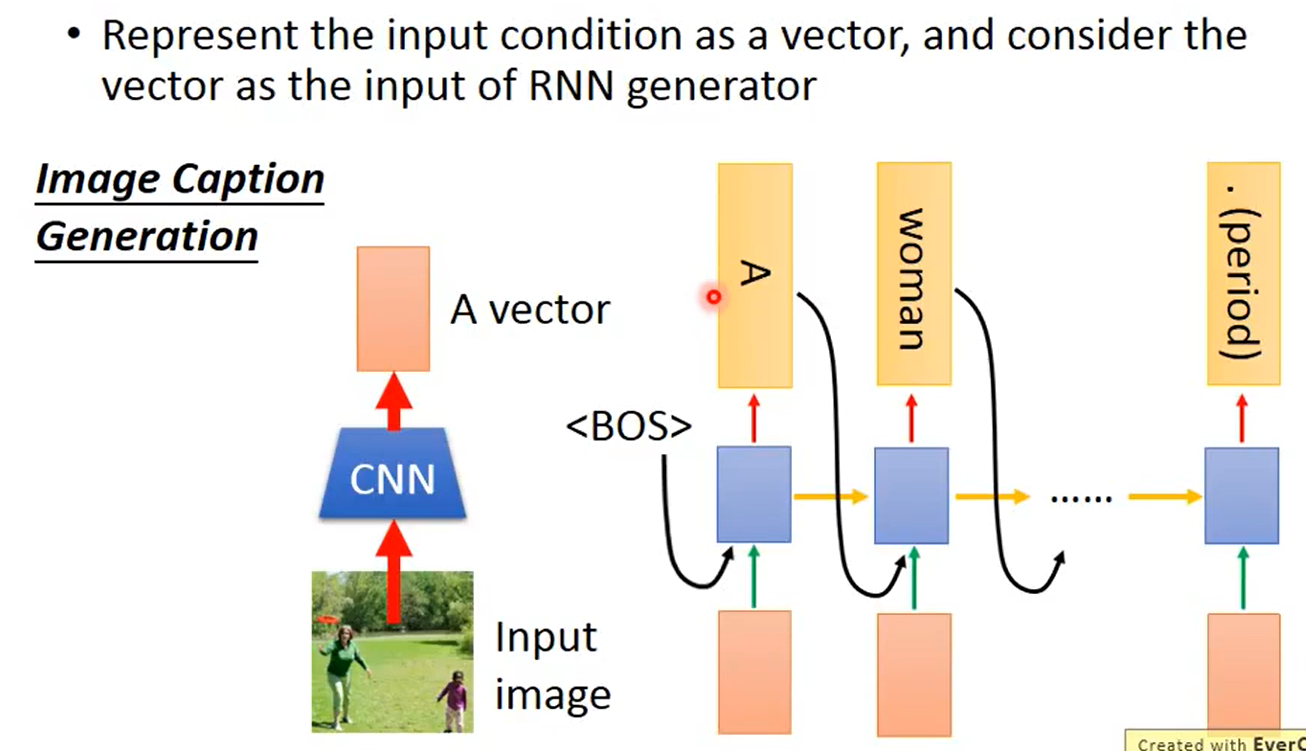 • Represent the input condition as a vector, and consider the
vector as the input of RNN generator
Image Caption
Generation
A vector
CNN
Input
image
<BOS>
A
woman
......
. (period)
Created with